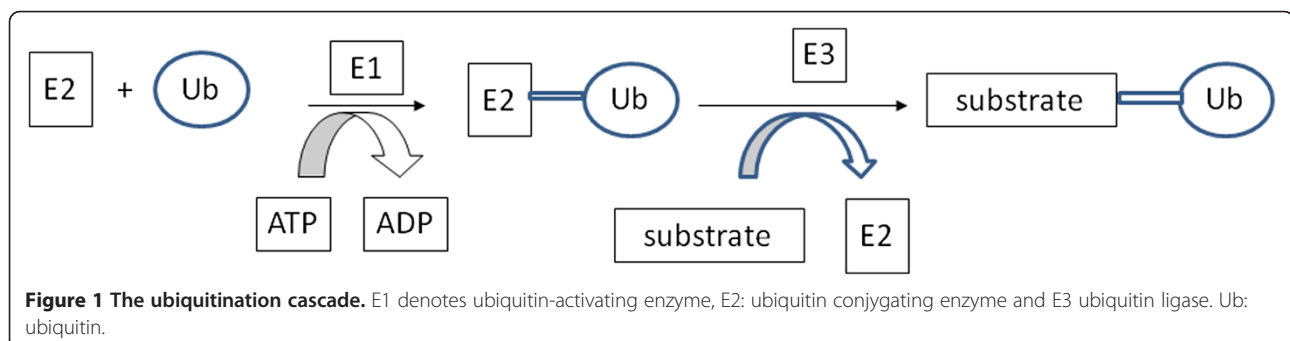 E2 + Ub E1 E2 Ub E3 substrate Ub
ATP ADP substrate E2
Figure 1 The ubiquitination cascade. E1 denotes ubiquitin-activating enzyme, E2: ubiquitin conjygating enzyme and E3 ubiquitin ligase. Ub:
ubiquitin.